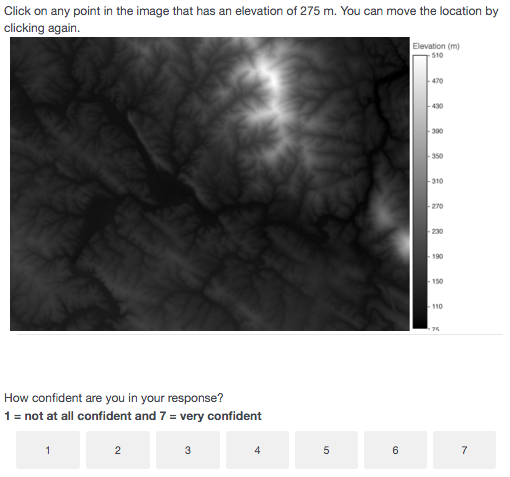 Click on any point in the image that has an elevation of 275 m. You can move the location by
clicking again.
Elevation (m)
510
470
430
390
350
310
270
230
190
150
110
75
How confident are you in your response?
1 = not at all confident and 7 = very confident
1 2 3 4 5 6 7